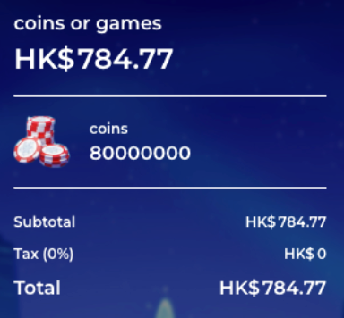 coins or games
HK$784.77
coins
80000000
Subtotal HK$784.77
Tax (0%) HK$0
Total HK$784.77